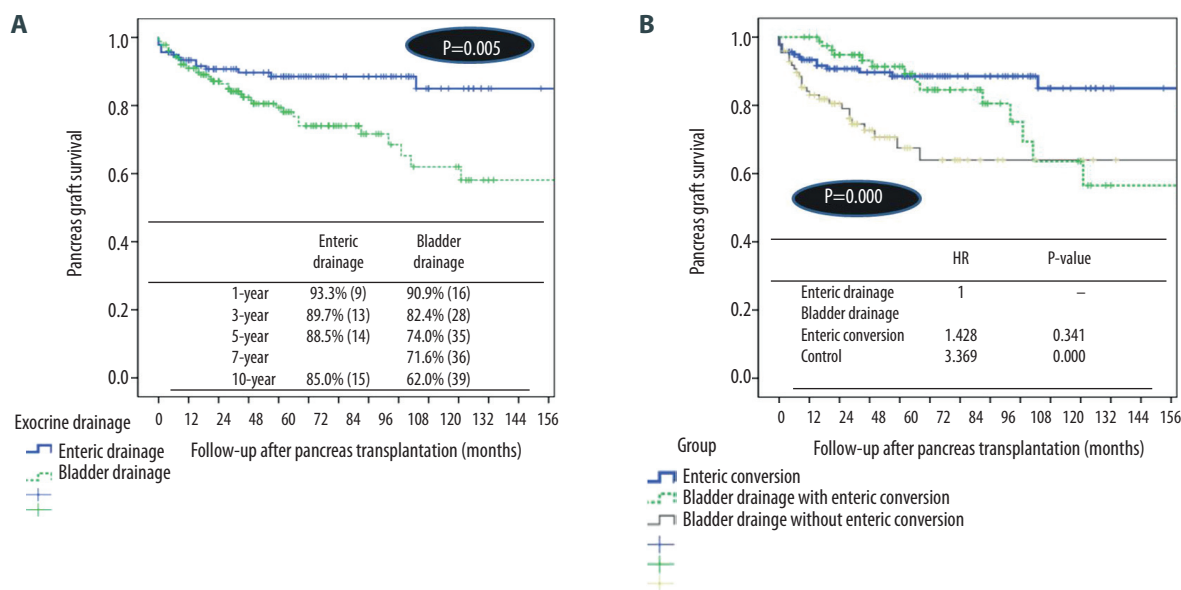 A
P=0.005
Pancreas graft survival
1.0
0.8
0.6
0.4
0.2
0.0
Enteric drainage Bladder drainage
1-year 93.3% (9) 90.9% (16)
3-year 89.7% (13) 82.4% (28)
5-year 88.5% (14) 74.0% (35)
7-year 71.6% (36)
10-year 85.0% (15) 62.0% (39)
0 12 24 36 48 60 72 84 96 108 120 132 144 156
Follow-up after pancreas transplantation (months)
Exocrine drainage
Enteric drainage
Bladder drainage
B
P=0.000
Pancreas graft survival
1.0
0.8
0.6
0.4
0.2
0.0
HR P-value
Enteric drainage 1 –
Bladder drainage
Enteric conversion 1.428 0.341
Control 3.369 0.000
0 12 24 36 48 60 72 84 96 108 120 132 144 156
Follow-up after pancreas transplantation (months)
Group
Enteric conversion
Bladder drainage with enteric conversion
Bladder drainge without enteric conversion